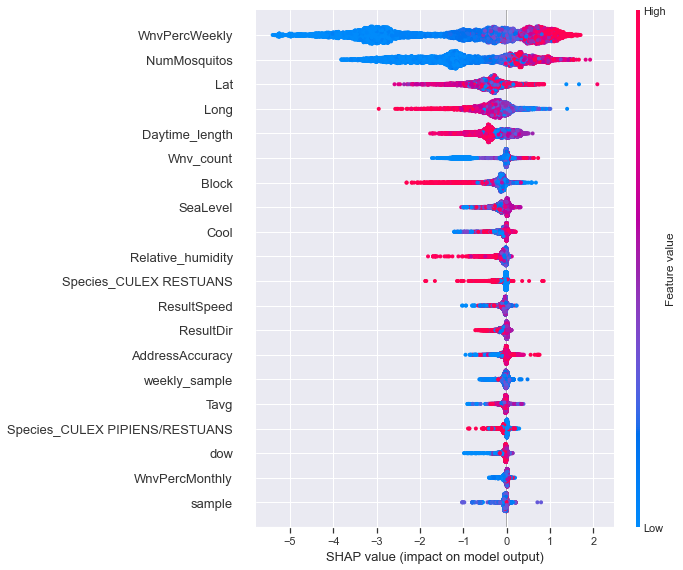 High
WnvPercWeekly
NumMosquitos
Lat
Long
Daytime_length
Wnv_count
Block
SeaLevel
Cool
Relative_humidity
Species_CULEX RESTUANS
ResultSpeed
ResultDir
AddressAccuracy
weekly_sample
Tavg
Species_CULEX PIPIENS/RESTUANS
dow
WnvPercMonthly
sample
Feature value
Low
−5 −4 −3 −2 −1 0 1 2
SHAP value (impact on model output)